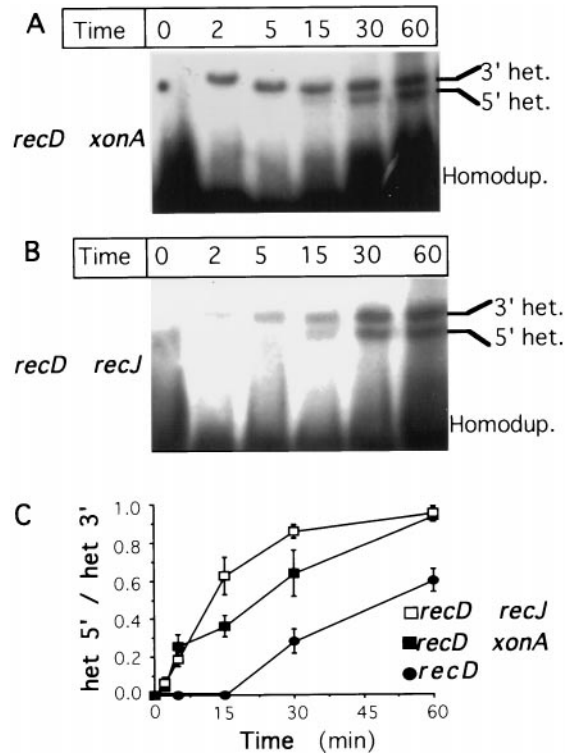 A
Time 0 2 5 15 30 60
3' het.
5' het.
recD xonA
Homodup.
B
Time 0 2 5 15 30 60
3' het.
5' het.
recD recJ
Homodup.
C
het 5' / het 3'
1.0
0.8
0.6
0.4
0.2
0.0
0 15 30 45 60
Time (min)
recD recJ
recD xonA
recD